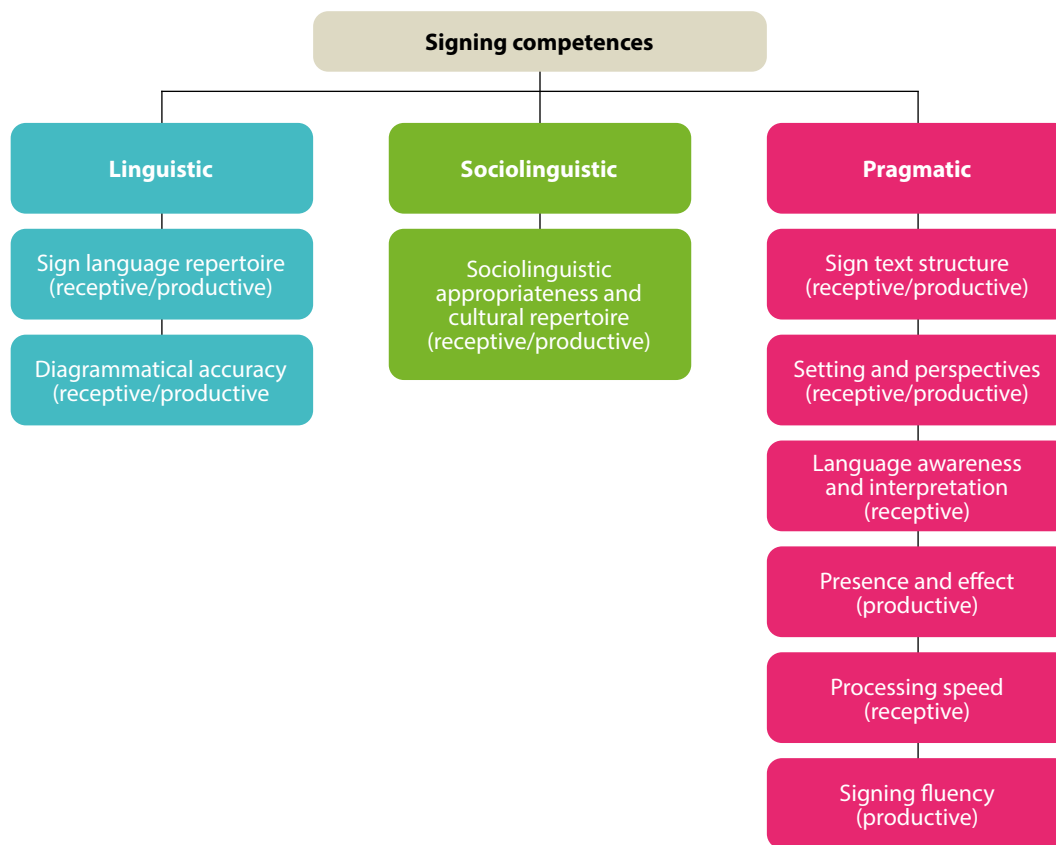 Signing competences
Linguistic
Sociolinguistic
Pragmatic
Sign language repertoire
(receptive/productive)
Diagrammatical accuracy
(receptive/productive
Sociolinguistic
appropriateness and
cultural repertoire
(receptive/productive)
Sign text structure
(receptive/productive)
Setting and perspectives
(receptive/productive)
Language awareness
and interpretation
(receptive)
Presence and effect
(productive)
Processing speed
(receptive)
Signing fluency
(productive)